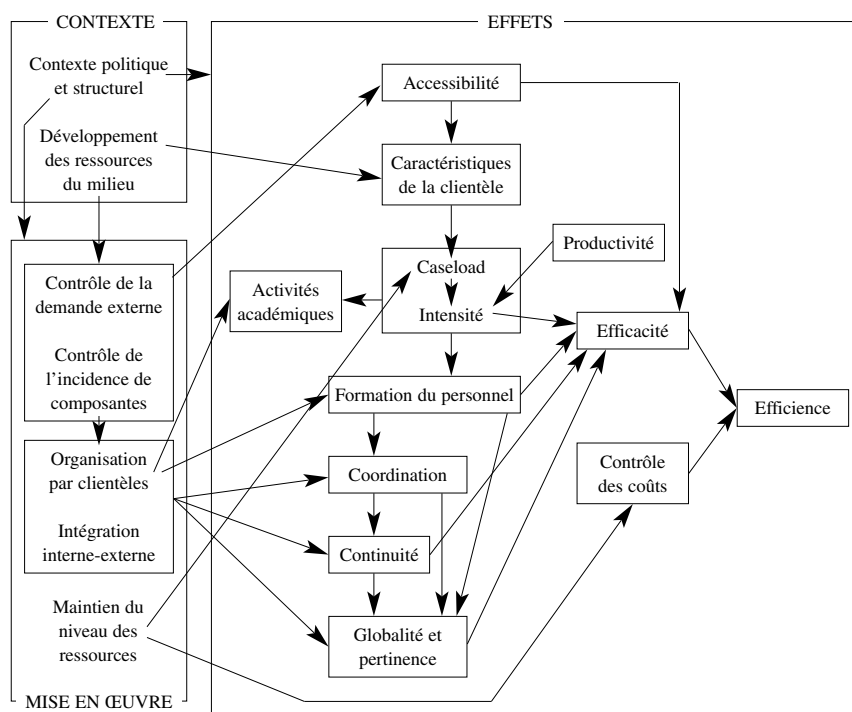 CONTEXTE
Contexte politique
et structurel
Développement
des ressources
du milieu
Contrôle de la
demande externe
Contrôle de
l'incidence de
composantes
Organisation
par clientèles
Intégration
interne-externe
Maintien du
niveau des
ressources
MISE EN ŒUVRE
EFFETS
Accessibilité
Caractéristiques
de la clientèle
Productivité
Caseload
Intensité
Activités
académiques
Efficacité
Formation du personnel
Efficience
Coordination
Contrôle
des coûts
Continuité
Globalité et
pertinence